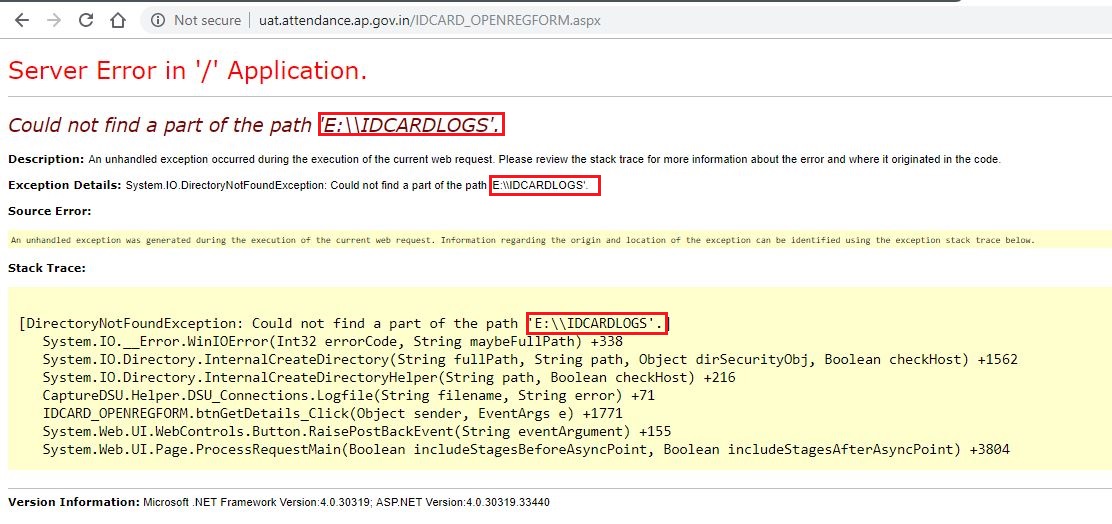 Not secure | uat.attendance.ap.gov.in/IDCARD_OPENREGFORM.aspx
Server Error in '/' Application.
Could not find a part of the path 'E:\\IDCARDLOGS'.
Description: An unhandled exception occurred during the execution of the current web request. Please review the stack trace for more information about the error and where it originated in the code.
Exception Details: System.IO.DirectoryNotFoundException: Could not find a part of the path 'E:\\IDCARDLOGS'.
Source Error:
An unhandled exception was generated during the execution of the current web request. Information regarding the origin and location of the exception can be identified using the exception stack trace below.
Stack Trace:
[DirectoryNotFoundException: Could not find a part of the path 'E:\\IDCARDLOGS'.]
System.IO.__Error.WinIOError(Int32 errorCode, String maybeFullPath) +338
System.IO.Directory.InternalCreateDirectory(String fullPath, String path, Object dirSecurityObj, Boolean checkHost) +1562
System.IO.Directory.InternalCreateDirectoryHelper(String path, Boolean checkHost) +216
CaptureDSU.Helper.DSU_Connections.Logfile(String filename, String error) +71
IDCARD_OPENREGFORM.btnGetDetails_Click(Object sender, EventArgs e) +1771
System.Web.UI.WebControls.Button.RaisePostBackEvent(String eventArgument) +155
System.Web.UI.Page.ProcessRequestMain(Boolean includeStagesBeforeAsyncPoint, Boolean includeStagesAfterAsyncPoint) +3804
Version Information: Microsoft .NET Framework Version:4.0.30319; ASP.NET Version:4.0.30319.33440